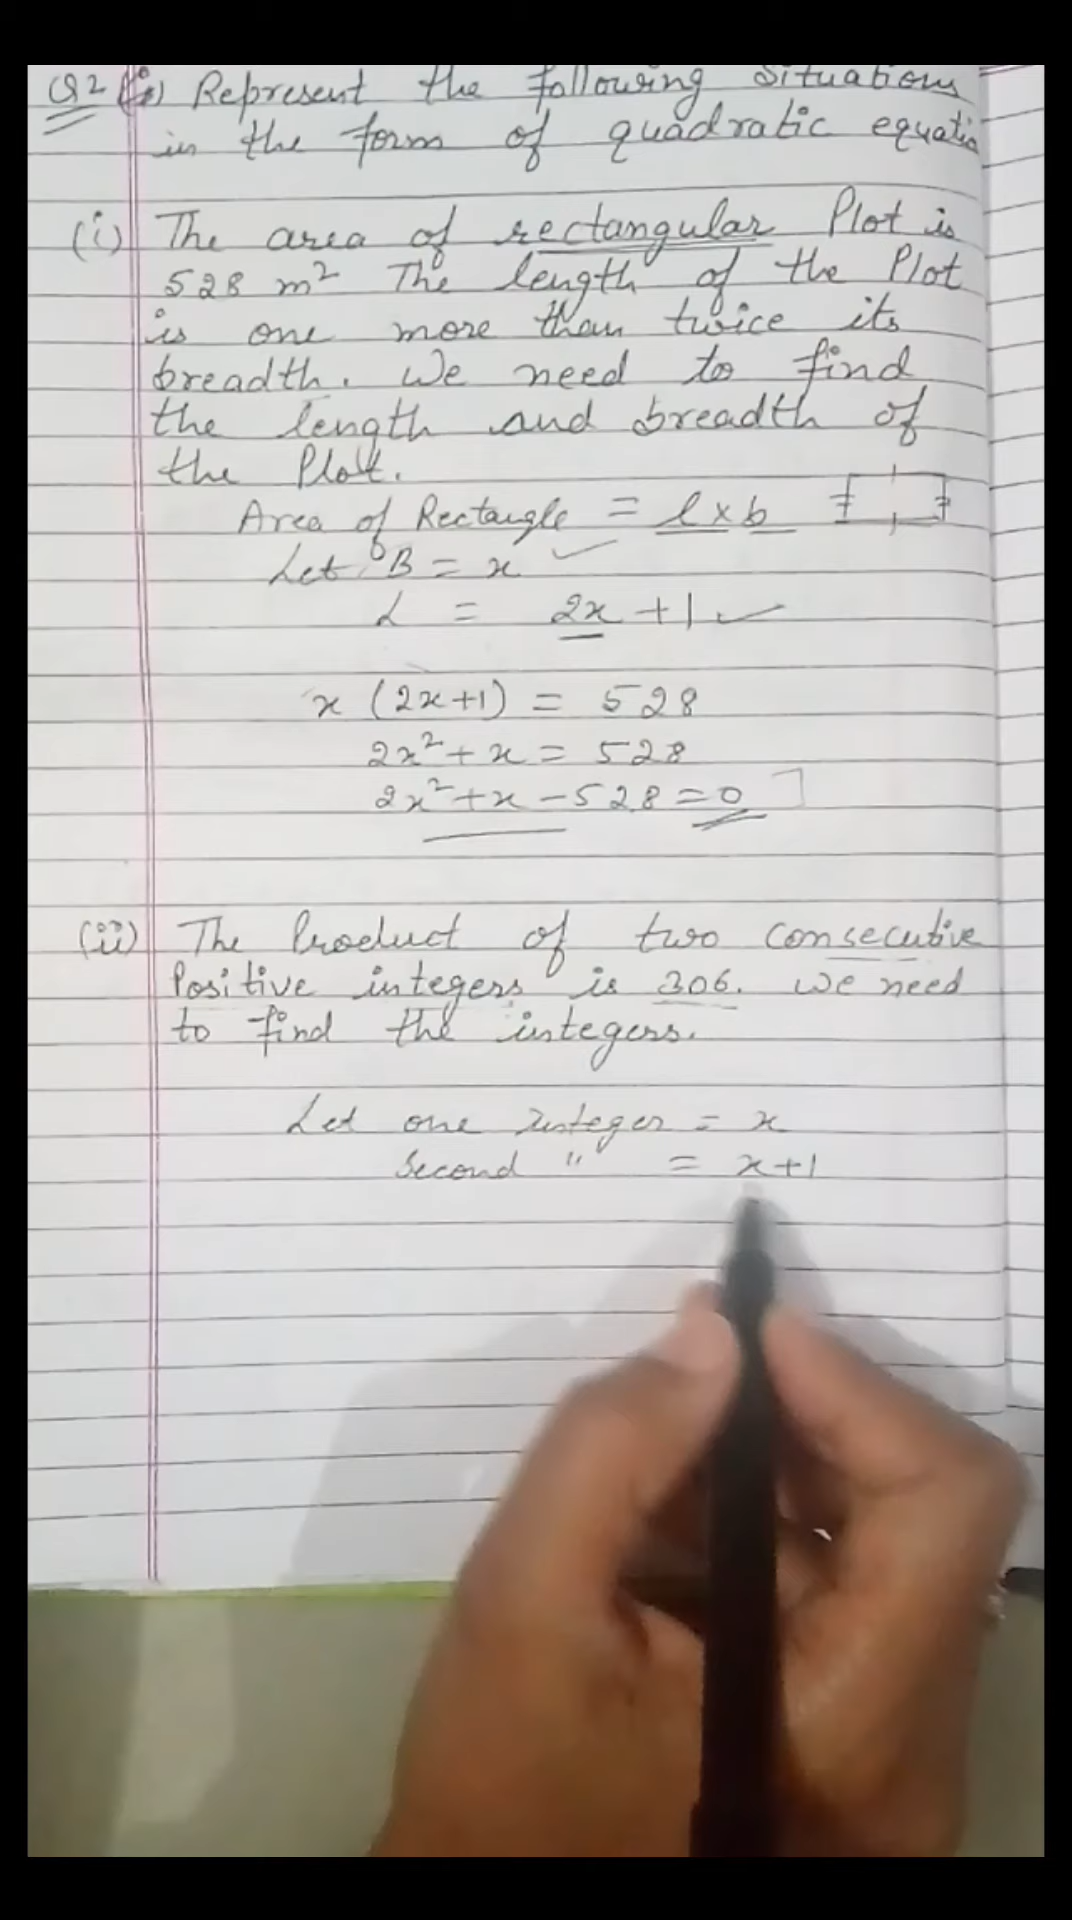 Q2 (i) Represent the following situations
in the form of quadratic equatio
(i) The area of rectangular Plot is
528 m² The length of the Plot
is one more than twice its
breadth. We need to find
the length and breadth of
the Plot.
Area of Rectangle = l×b
Let B = x
L = 2x + 1
x (2x+1) = 528
2x² + x = 528
2x² + x - 528 = 0
(ii) The Product of two consecutive
Positive integers is 306. We need
to find the integers.
Let one integer = x
Second " = x+1